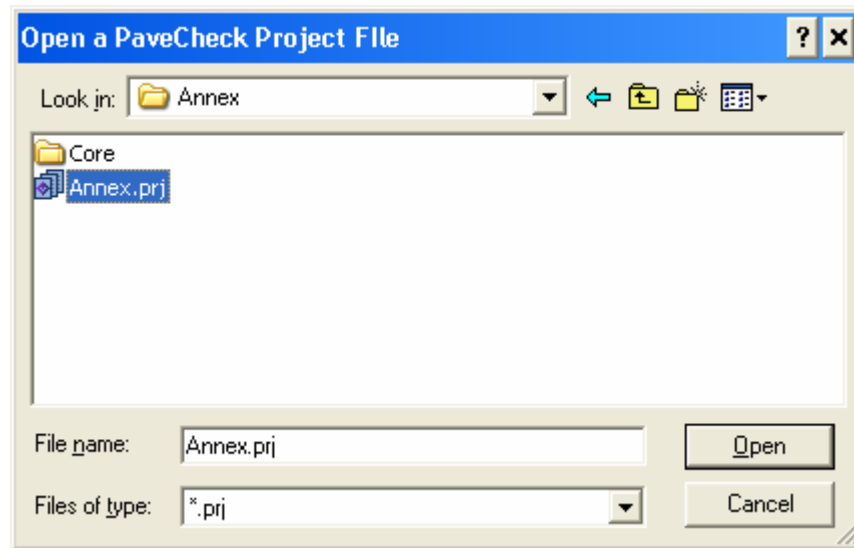 Open a PaveCheck Project FIle
Look in: Annex
Core
Annex.prj
File name: Annex.prj Open
Files of type: *.prj Cancel